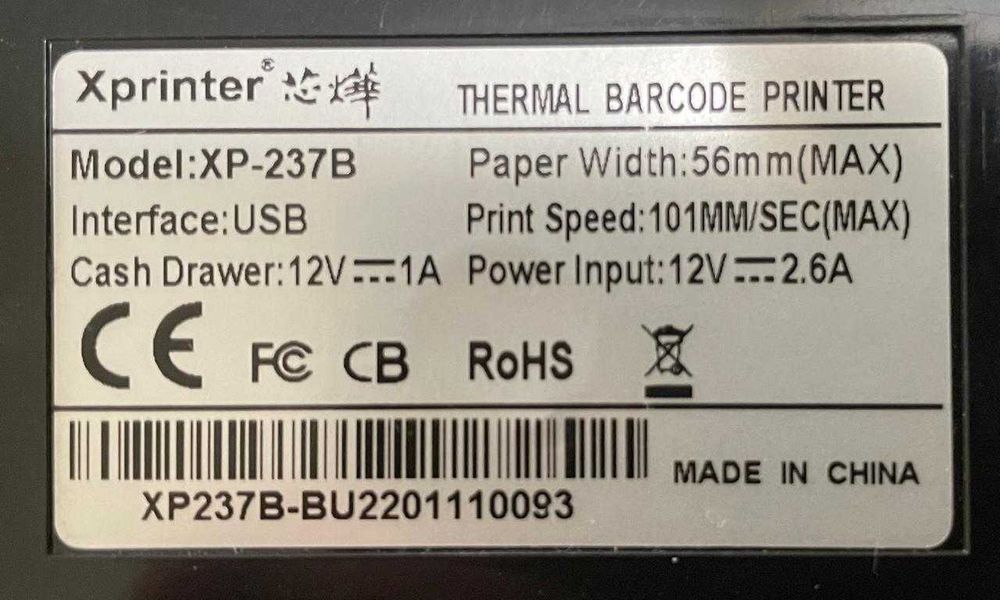 Xprinter® 芯烨 THERMAL BARCODE PRINTER
Model:XP-237B Paper Width:56mm(MAX)
Interface:USB Print Speed:101MM/SEC(MAX)
Cash Drawer:12V⎓1A Power Input:12V⎓2.6A
CE FC CB RoHS
MADE IN CHINA
XP237B-BU2201110093